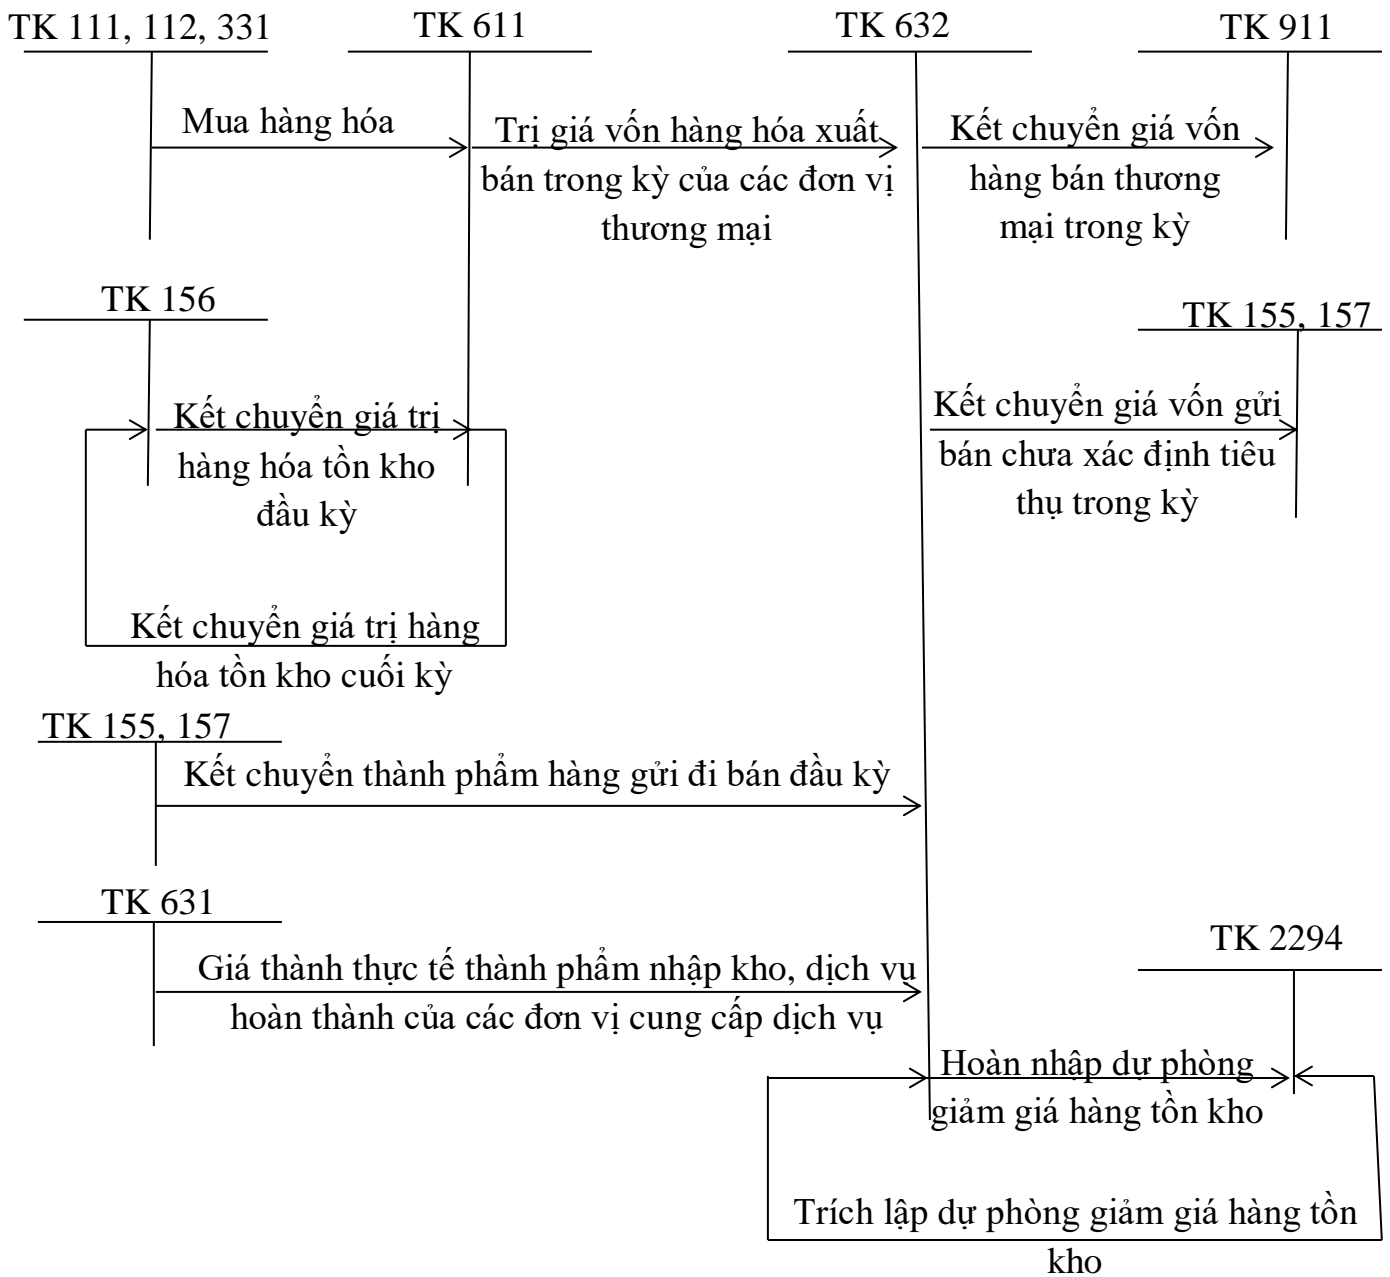 TK 111, 112, 331
TK 611
TK 632
TK 911
Mua hàng hóa
Trị giá vốn hàng hóa xuất
bán trong kỳ của các đơn vị
thương mại
Kết chuyển giá vốn
hàng bán thương
mại trong kỳ
TK 156
TK 155, 157
Kết chuyển giá trị
hàng hóa tồn kho
đầu kỳ
Kết chuyển giá vốn gửi
bán chưa xác định tiêu
thụ trong kỳ
Kết chuyển giá trị hàng
hóa tồn kho cuối kỳ
TK 155, 157
Kết chuyển thành phẩm hàng gửi đi bán đầu kỳ
TK 631
Giá thành thực tế thành phẩm nhập kho, dịch vụ
hoàn thành của các đơn vị cung cấp dịch vụ
TK 2294
Hoàn nhập dự phòng
giảm giá hàng tồn kho
Trích lập dự phòng giảm giá hàng tồn
kho